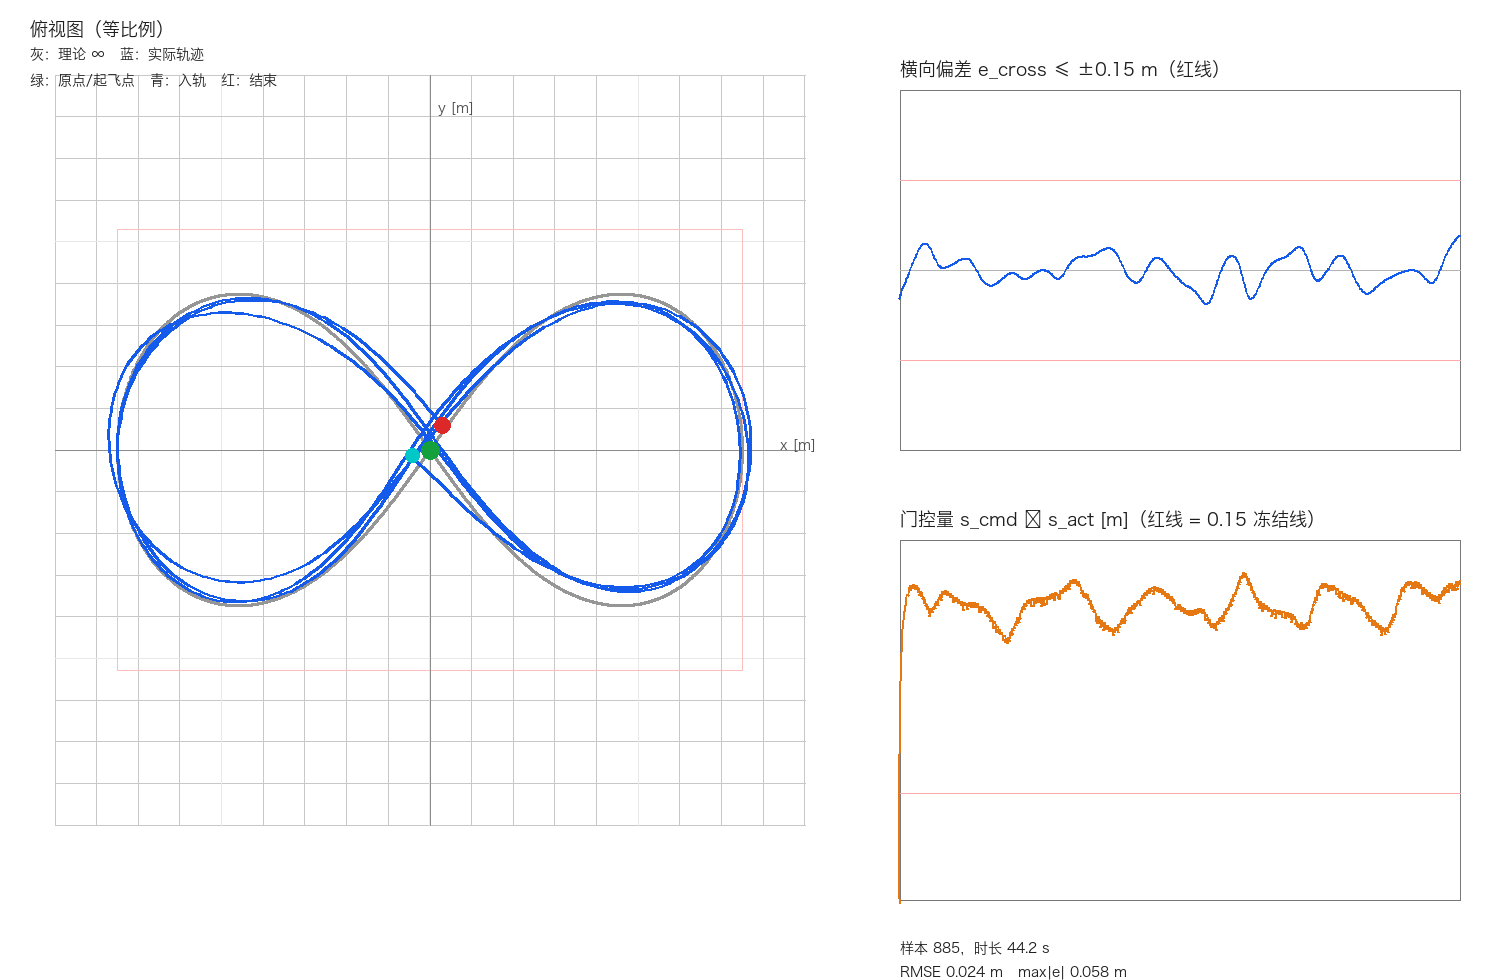 俯视图（等比例）
灰：理论 ∞　蓝：实际轨迹
绿：原点/起飞点　青：入轨　红：结束
y [m]
x [m]
横向偏差 e_cross ≤ ±0.15 m（红线）
门控量 s_cmd  s_act [m]（红线 = 0.15 冻结线）
样本 885，时长 44.2 s
RMSE 0.024 m　max|e| 0.058 m